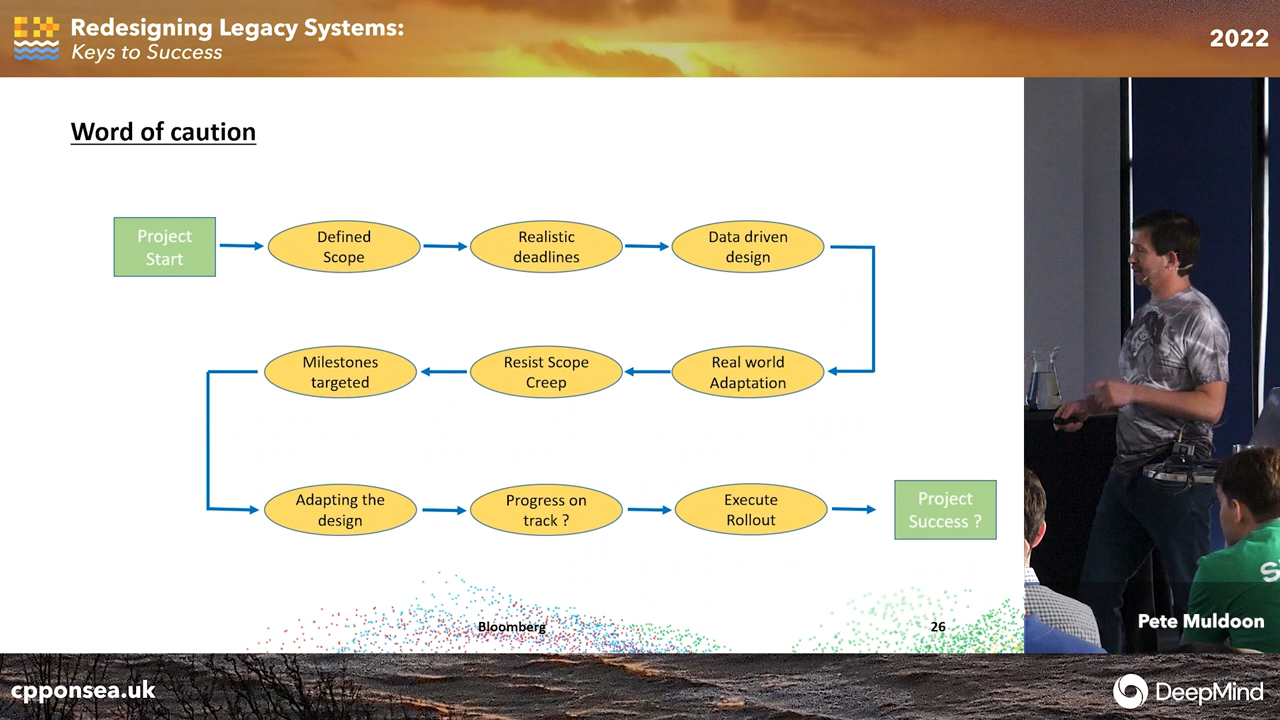 Redesigning Legacy Systems:
Keys to Success
2022
Word of caution
Project
Start
Defined
Scope
Realistic
deadlines
Data driven
design
Milestones
targeted
Resist Scope
Creep
Real world
Adaptation
Adapting the
design
Progress on
track ?
Execute
Rollout
Project
Success ?
Bloomberg
26
Pete Muldoon
cpponsea.uk
DeepMind